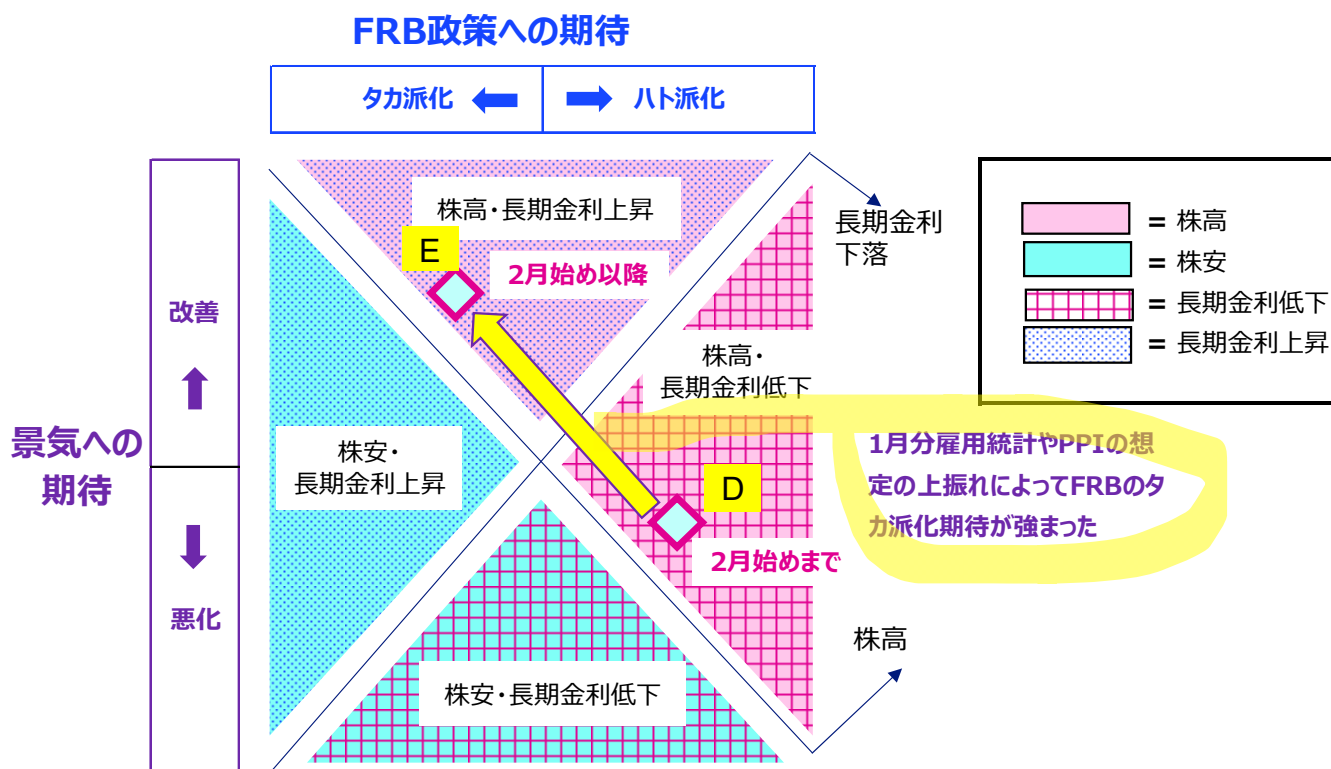 FRB政策への期待
タカ派化
ハト派化
景気への
期待
改善
悪化
株高・長期金利上昇
E
2月始め以降
株安・
長期金利上昇
株高・
長期金利低下
D
2月始めまで
株安・長期金利低下
長期金利
下落
株高
= 株高
= 株安
= 長期金利低下
= 長期金利上昇
1月分雇用統計やPPIの想
定の上振れによってFRBのタ
カ派化期待が強まった